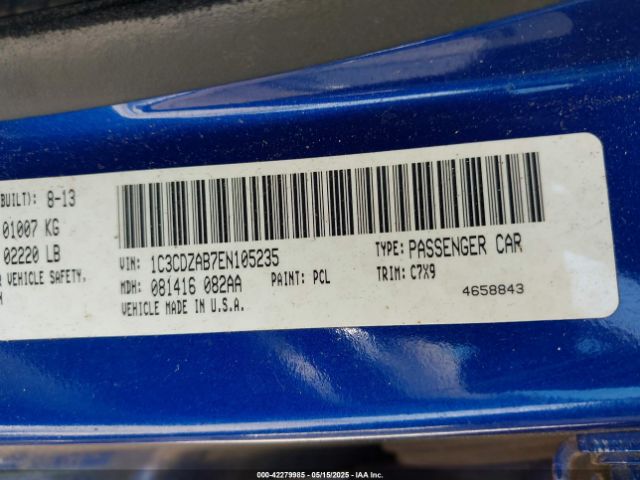 (BUILT): 8-13
01007 KG
02220 LB
VEHICLE SAFETY,
VIN: 1C3CDZAB7EN105235
TYPE: PASSENGER CAR
MDH: 081416 082AA
PAINT: PCL
TRIM: C7X9
VEHICLE MADE IN U.S.A.
4658843
000-42279985 - 05/15/2025 - IAA Inc.